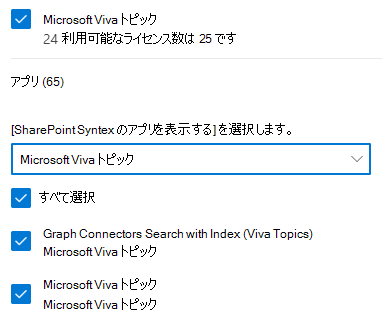 Microsoft Viva トピック
24 利用可能なライセンス数は 25 です
アプリ (65)
[SharePoint Syntex のアプリを表示する] を選択します。
Microsoft Viva トピック
すべて選択
Graph Connectors Search with Index (Viva Topics)
Microsoft Viva トピック
Microsoft Viva トピック
Microsoft Viva トピック